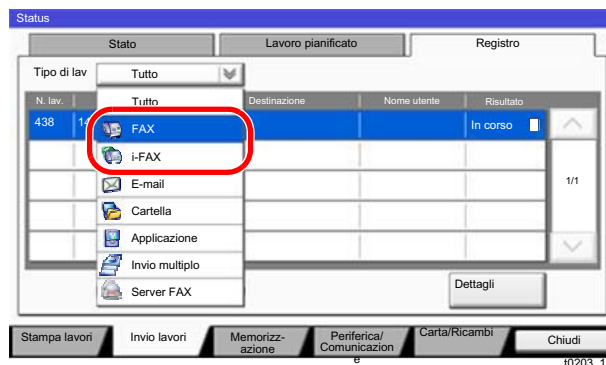 Status
Stato Lavoro pianificato Registro
Tipo di lav Tutto
N. lav. Tutto Destinazione Nome utente Risultato
438 14 FAX In corso
i-FAX
E-mail 1/1
Cartella
Applicazione
Invio multiplo
Server FAX Dettagli
Stampa lavori Invio lavori Memorizz-
azione Periferica/
Comunicazion
e Carta/Ricambi Chiudi